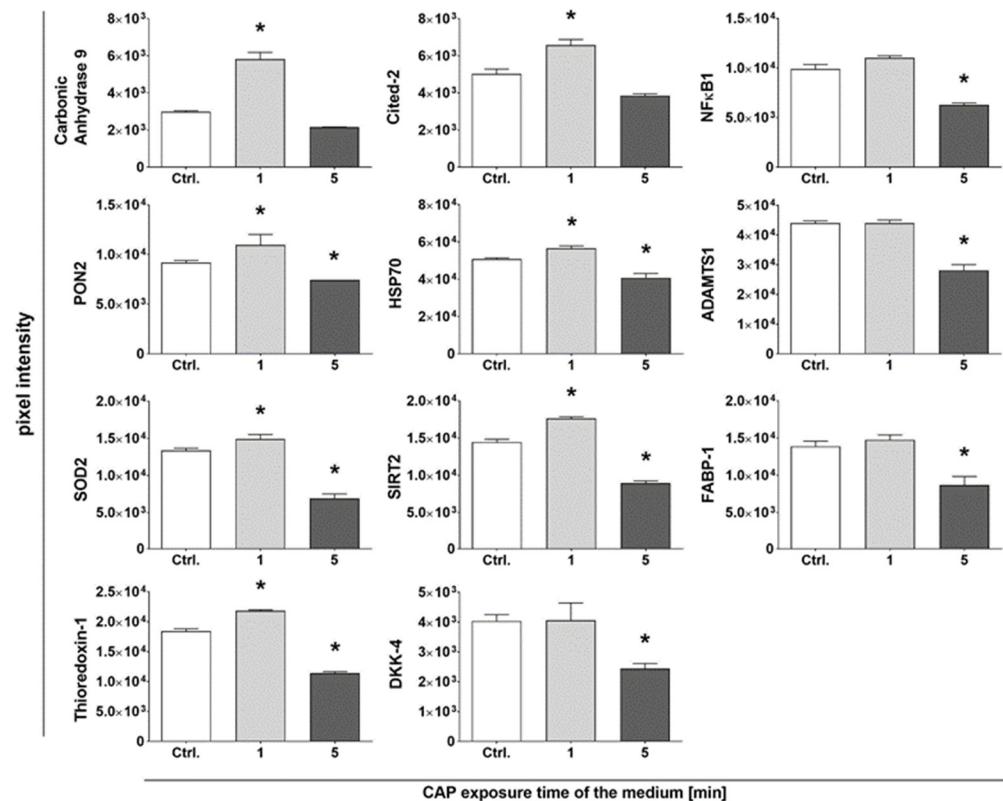 pixel intensity
Carbonic
Anhydrase 9
8×10³
6×10³
4×10³
2×10³
0
*
Ctrl. 1 5
Cited-2
8×10³
6×10³
4×10³
2×10³
0
*
Ctrl. 1 5
NFκB1
1.5×10⁴
1.0×10⁴
5.0×10³
0
*
Ctrl. 1 5
PON2
1.5×10⁴
1.0×10⁴
5.0×10³
0
* *
Ctrl. 1 5
HSP70
8×10⁴
6×10⁴
4×10⁴
2×10⁴
0
* *
Ctrl. 1 5
ADAMTS1
5×10⁴
4×10⁴
3×10⁴
2×10⁴
1×10⁴
0
*
Ctrl. 1 5
SOD2
2.0×10⁴
1.5×10⁴
1.0×10⁴
5.0×10³
0
* *
Ctrl. 1 5
SIRT2
2.0×10⁴
1.5×10⁴
1.0×10⁴
5.0×10³
0
* *
Ctrl. 1 5
FABP-1
2.0×10⁴
1.5×10⁴
1.0×10⁴
5.0×10³
0
*
Ctrl. 1 5
Thioredoxin-1
2.5×10⁴
2.0×10⁴
1.5×10⁴
1.0×10⁴
5.0×10³
0
* *
Ctrl. 1 5
DKK-4
5×10³
4×10³
3×10³
2×10³
1×10³
0
*
Ctrl. 1 5
CAP exposure time of the medium [min]